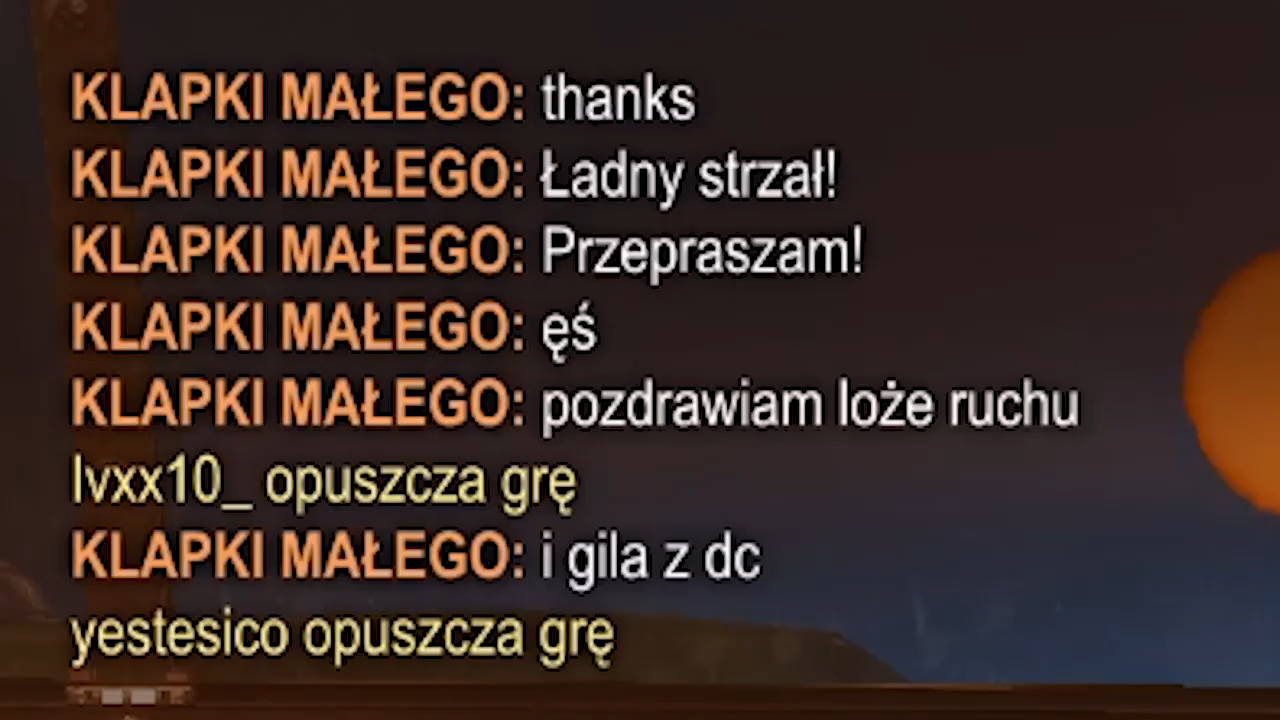 KLAPKI MAŁEGO: thanks
KLAPKI MAŁEGO: Ładny strzał!
KLAPKI MAŁEGO: Przepraszam!
KLAPKI MAŁEGO: ęś
KLAPKI MAŁEGO: pozdrawiam loże ruchu
lvxx10_ opuszcza grę
KLAPKI MAŁEGO: i gila z dc
yestesico opuszcza grę